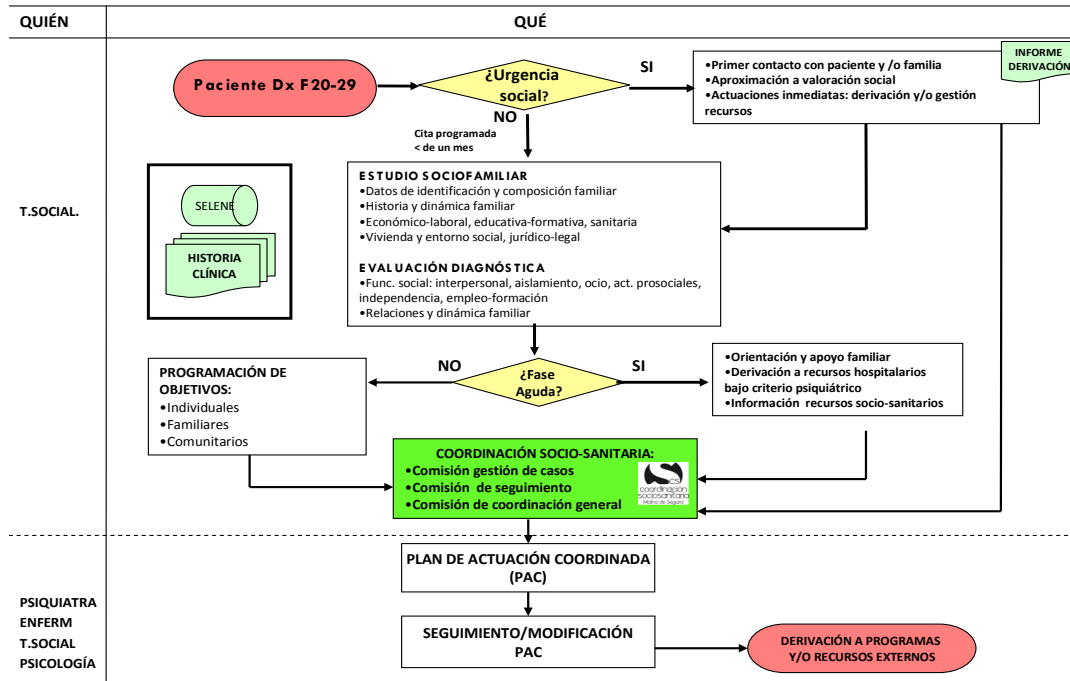 QUIÉN
QUÉ
Paciente Dx F20-29
¿Urgencia
social?
SI
NO
Cita programada
< de un mes
•Primer contacto con paciente y /o familia
•Aproximación a valoración social
•Actuaciones inmediatas: derivación y/o gestión
recursos
INFORME
DERIVACIÓN
T.SOCIAL.
SELENE
HISTORIA
CLÍNICA
ESTUDIO SOCIOFAMILIAR
•Datos de identificación y composición familiar
•Historia y dinámica familiar
•Económico-laboral, educativa-formativa, sanitaria
•Vivienda y entorno social, jurídico-legal
EVALUACIÓN DIAGNÓSTICA
•Func. social: interpersonal, aislamiento, ocio, act. prosociales,
independencia, empleo-formación
•Relaciones y dinámica familiar
¿Fase
Aguda?
NO
SI
PROGRAMACIÓN DE
OBJETIVOS:
•Individuales
•Familiares
•Comunitarios
•Orientación y apoyo familiar
•Derivación a recursos hospitalarios
bajo criterio psiquiátrico
•Información recursos socio-sanitarios
COORDINACIÓN SOCIO-SANITARIA:
•Comisión gestión de casos
•Comisión de seguimiento
•Comisión de coordinación general
CS
coordinación
sociosanitaria
Molina de Segura
PSIQUIATRA
ENFERM
T.SOCIAL
PSICOLOGÍA
PLAN DE ACTUACIÓN COORDINADA
(PAC)
SEGUIMIENTO/MODIFICACIÓN
PAC
DERIVACIÓN A PROGRAMAS
Y/O RECURSOS EXTERNOS